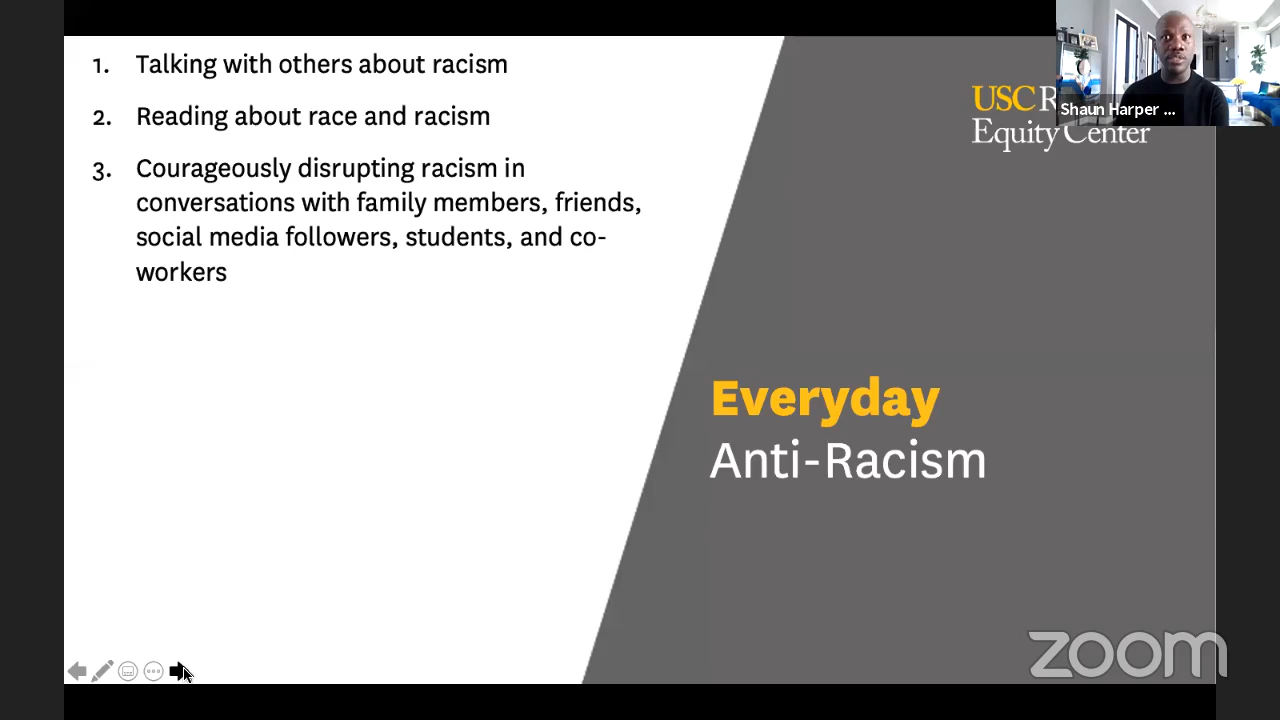 1. Talking with others about racism
2. Reading about race and racism
3. Courageously disrupting racism in
conversations with family members, friends,
social media followers, students, and co-
workers
USC R
Equity Center
Shaun Harper ...
Everyday
Anti-Racism
zoom